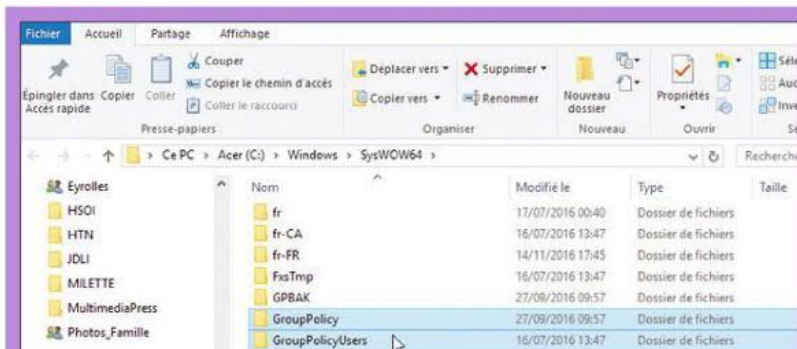 Fichier Accueil Partage Affichage
Épingler dans Accès rapide
Copier
Coller
Couper
Copier le chemin d'accès
Coller le raccourci
Presse-papiers
Déplacer vers
Copier vers
Supprimer
Renommer
Organiser
Nouveau dossier
Nouveau
Propriétés
Ouvrir
Séle
Auc
Inve
Sé
> Ce PC > Acer (C:) > Windows > SysWOW64 >
Recherche
Eyrolles
HSOI
HTN
JDLI
MILETTE
MultimediaPress
Photos_Famille
Nom Modifié le Type Taille
fr 17/07/2016 00:40 Dossier de fichiers
fr-CA 16/07/2016 13:47 Dossier de fichiers
fr-FR 14/11/2016 17:45 Dossier de fichiers
FxsTmp 16/07/2016 13:47 Dossier de fichiers
GPBAK 27/09/2016 09:57 Dossier de fichiers
GroupPolicy 27/09/2016 09:57 Dossier de fichiers
GroupPolicyUsers 16/07/2016 13:47 Dossier de fichiers